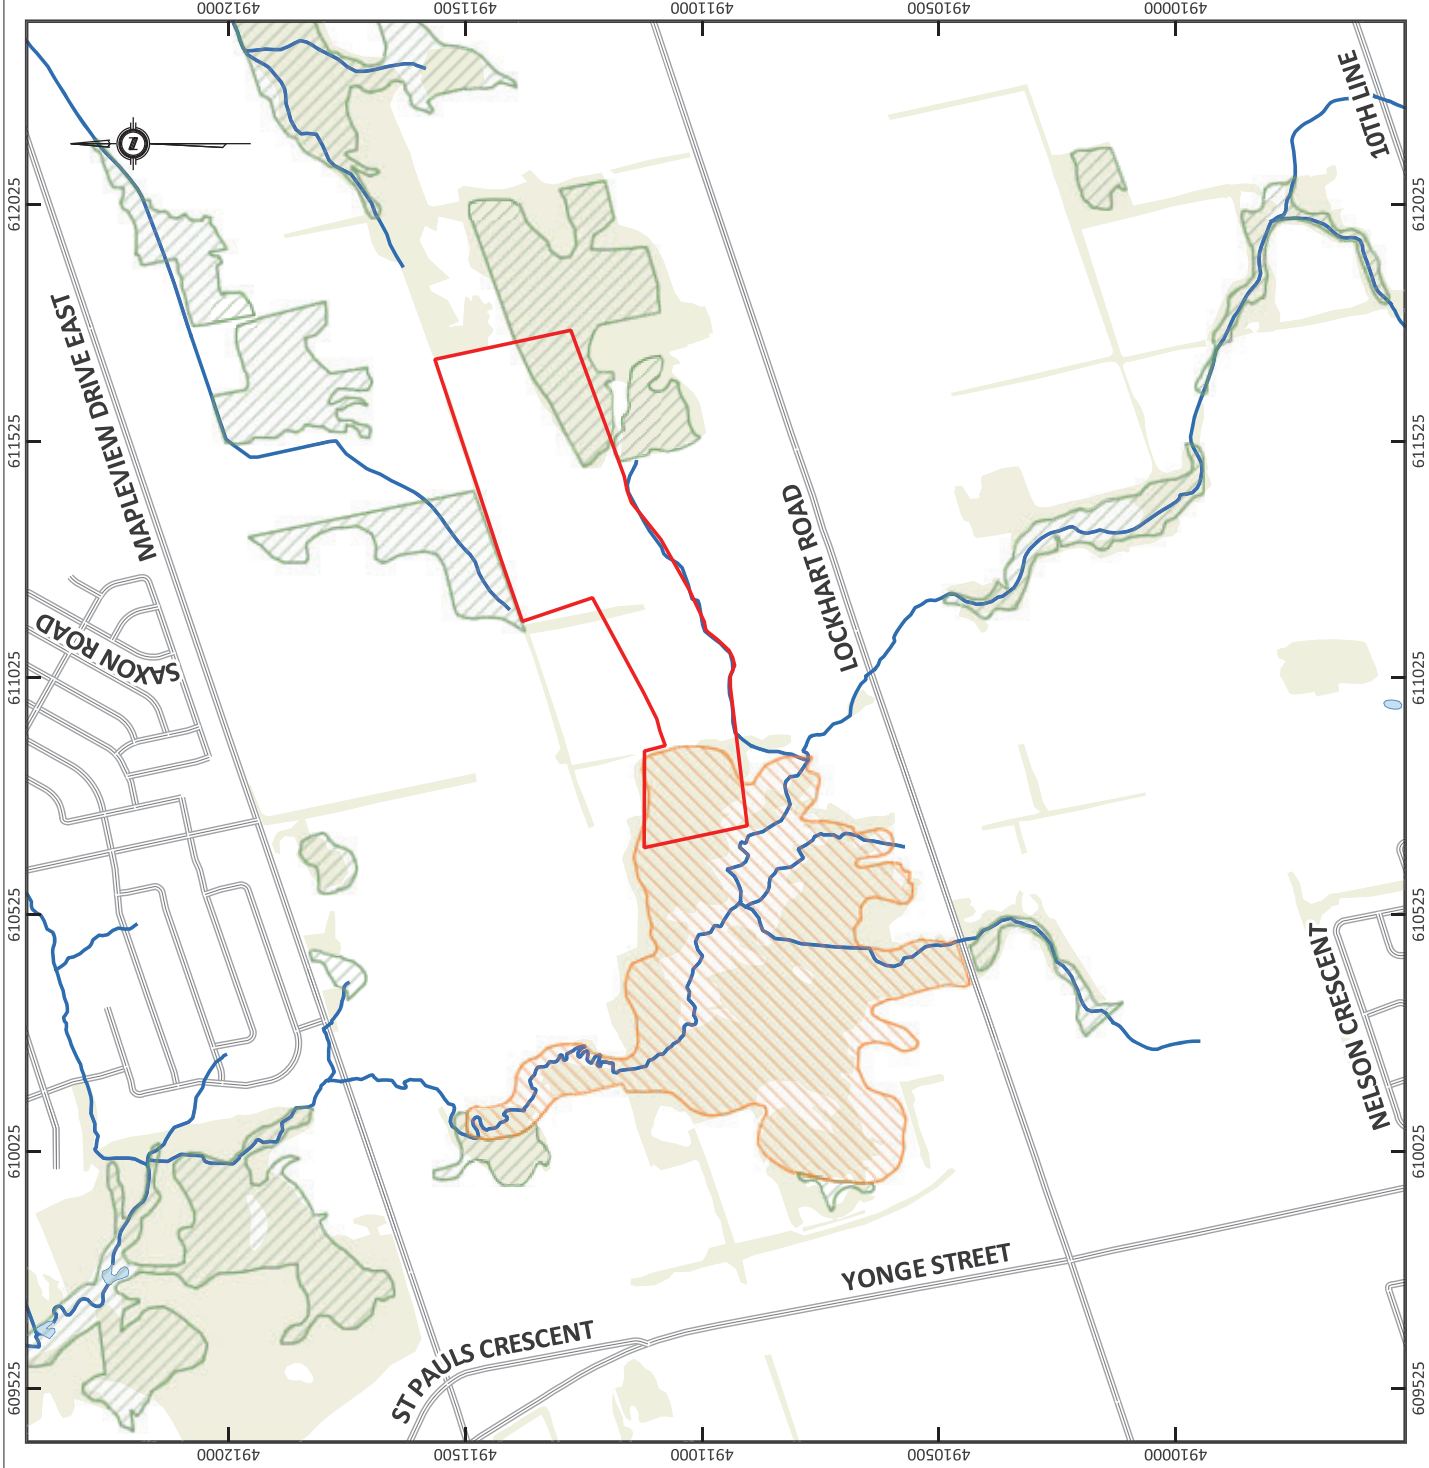 4912000
4911500
4911000
4910500
4910000
10TH LINE
N
612025
612025
MAPLEVIEW DRIVE EAST
611525
611525
LOCKHART ROAD
SAXON ROAD
611025
611025
610525
610525
NELSON CRESCENT
610025
610025
YONGE STREET
ST PAULS CRESCENT
609525
609525
4912000
4911500
4911000
4910500
4910000